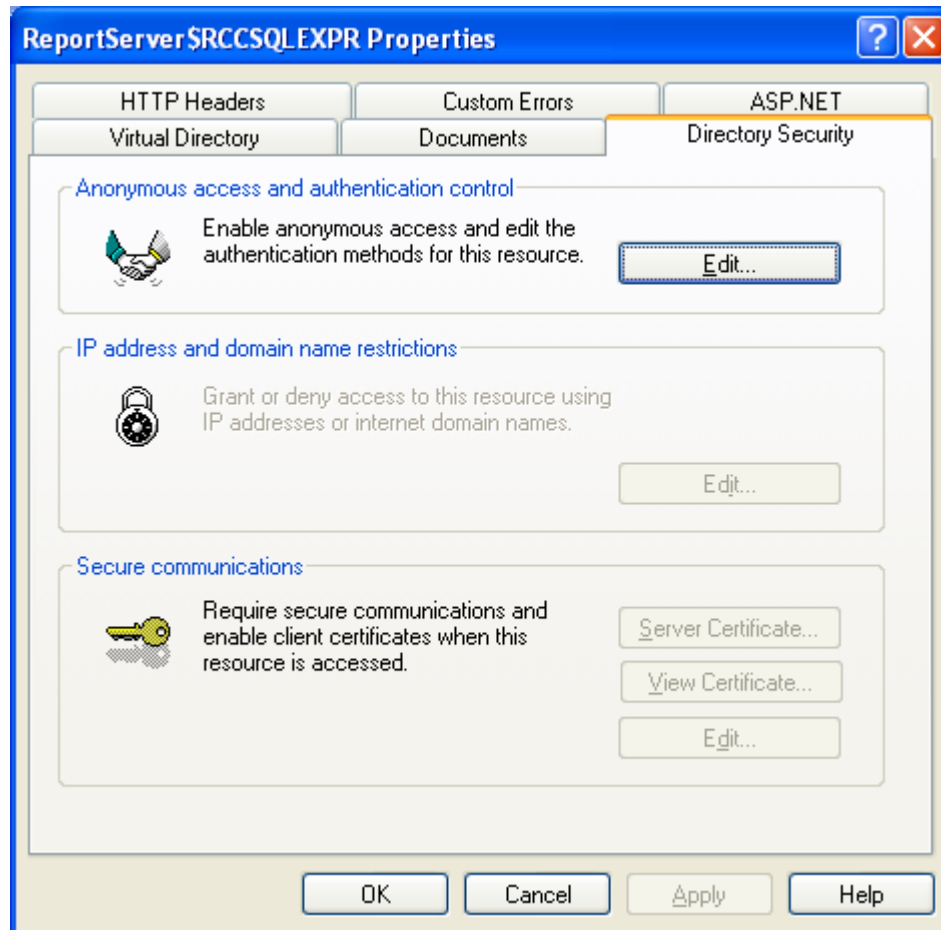 ReportServer$RCCSQLEXPR Properties
HTTP Headers
Custom Errors
ASP.NET
Virtual Directory
Documents
Directory Security
Anonymous access and authentication control
Enable anonymous access and edit the
authentication methods for this resource.
Edit...
IP address and domain name restrictions
Grant or deny access to this resource using
IP addresses or internet domain names.
Edit...
Secure communications
Require secure communications and
enable client certificates when this
resource is accessed.
Server Certificate...
View Certificate...
Edit...
OK
Cancel
Apply
Help